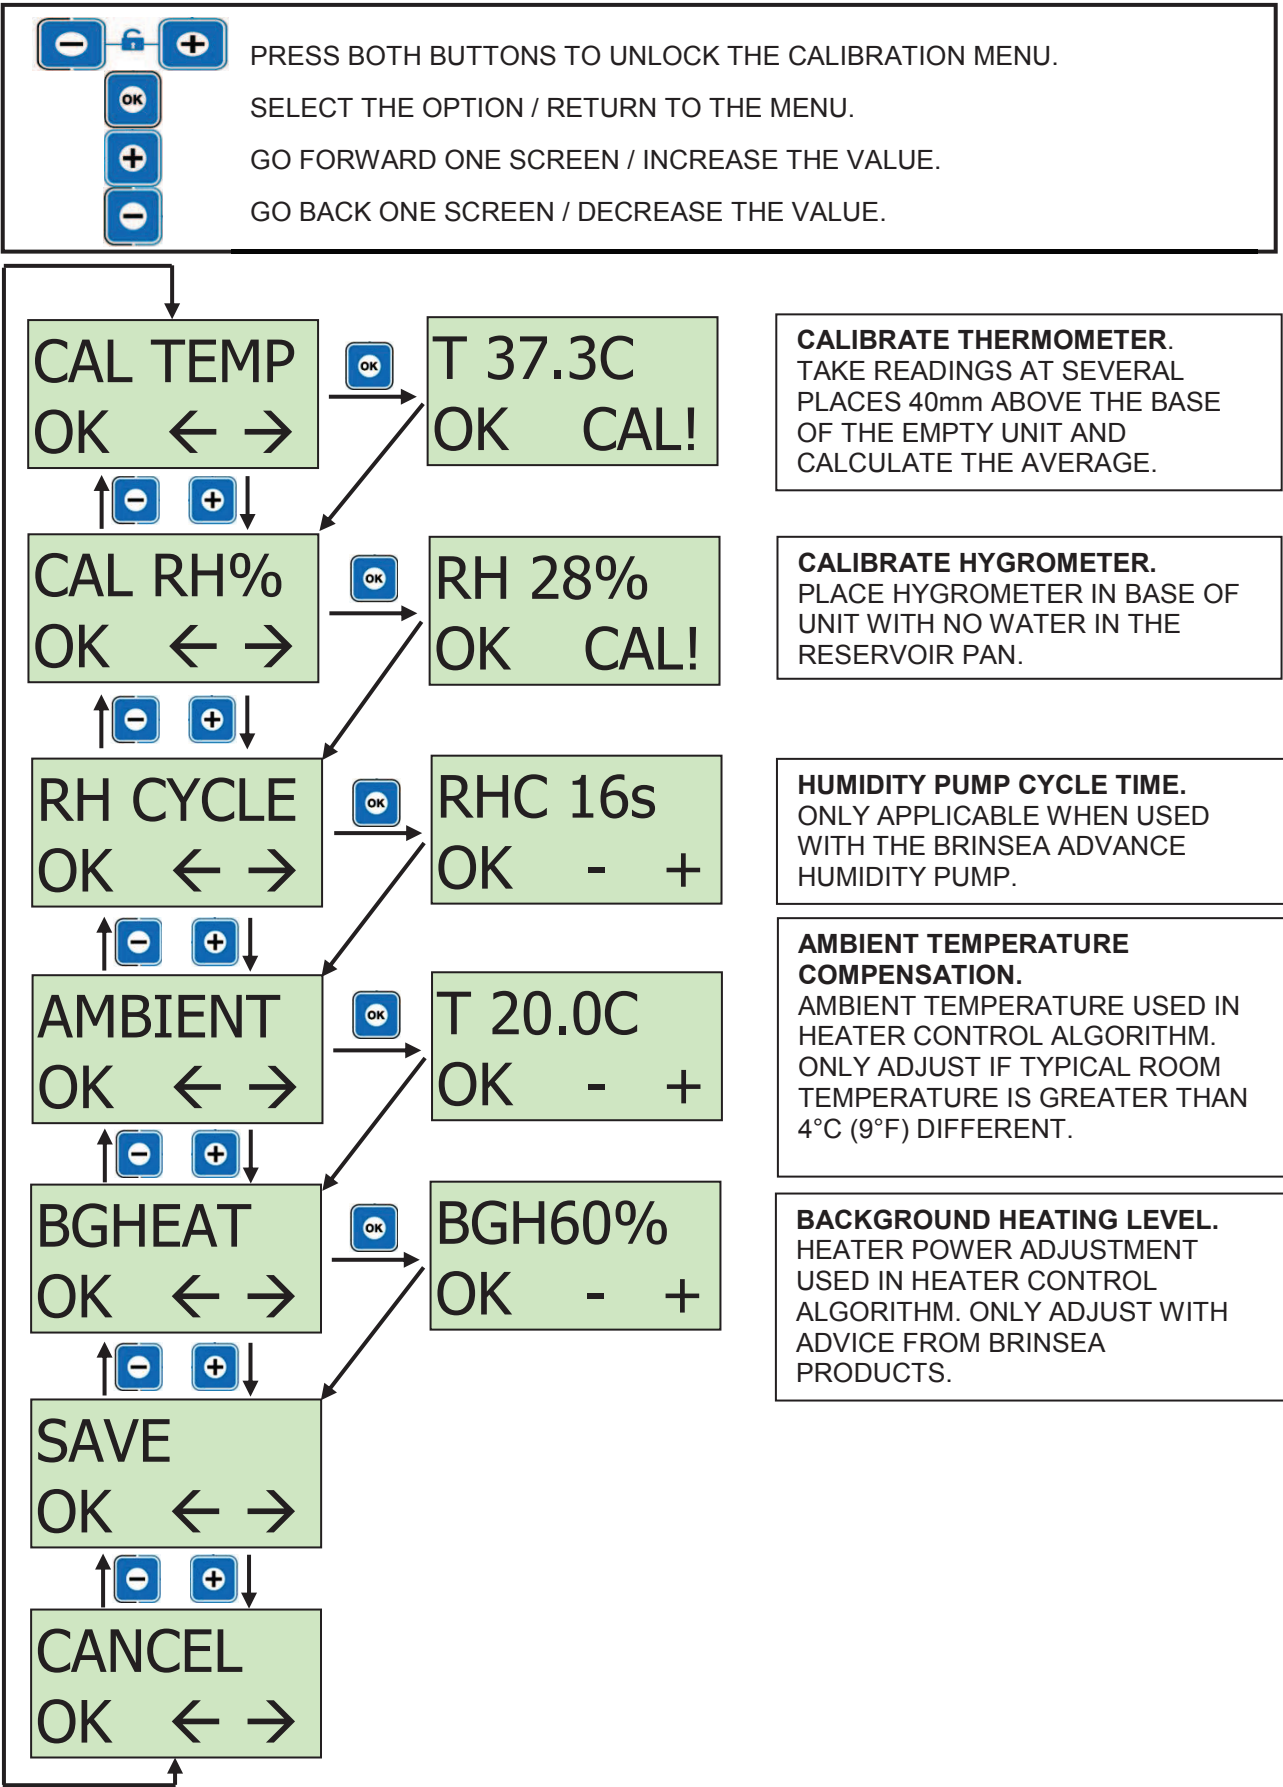 PRESS BOTH BUTTONS TO UNLOCK THE CALIBRATION MENU.
OK
SELECT THE OPTION / RETURN TO THE MENU.
GO FORWARD ONE SCREEN / INCREASE THE VALUE.
GO BACK ONE SCREEN / DECREASE THE VALUE.
CAL TEMP
OK ← →
OK
T 37.3C
OK CAL!
CALIBRATE THERMOMETER.
TAKE READINGS AT SEVERAL
PLACES 40mm ABOVE THE BASE
OF THE EMPTY UNIT AND
CALCULATE THE AVERAGE.
CAL RH%
OK ← →
OK
RH 28%
OK CAL!
CALIBRATE HYGROMETER.
PLACE HYGROMETER IN BASE OF
UNIT WITH NO WATER IN THE
RESERVOIR PAN.
RH CYCLE
OK ← →
OK
RHC 16s
OK - +
HUMIDITY PUMP CYCLE TIME.
ONLY APPLICABLE WHEN USED
WITH THE BRINSEA ADVANCE
HUMIDITY PUMP.
AMBIENT
OK ← →
OK
T 20.0C
OK - +
AMBIENT TEMPERATURE
COMPENSATION.
AMBIENT TEMPERATURE USED IN
HEATER CONTROL ALGORITHM.
ONLY ADJUST IF TYPICAL ROOM
TEMPERATURE IS GREATER THAN
4°C (9°F) DIFFERENT.
BGHEAT
OK ← →
OK
BGH60%
OK - +
BACKGROUND HEATING LEVEL.
HEATER POWER ADJUSTMENT
USED IN HEATER CONTROL
ALGORITHM. ONLY ADJUST WITH
ADVICE FROM BRINSEA
PRODUCTS.
SAVE
OK ← →
CANCEL
OK ← →